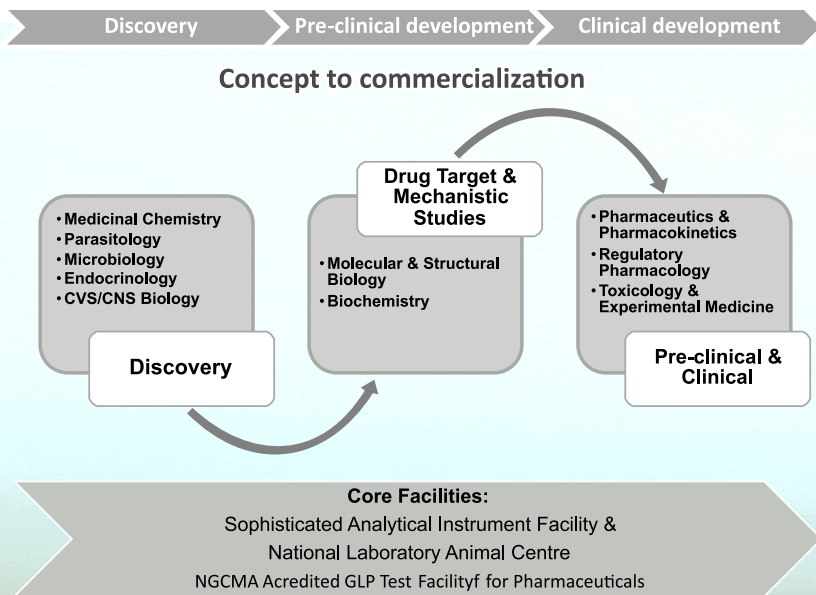 Discovery
Pre-clinical development
Clinical development
Concept to commercialization
• Medicinal Chemistry
• Parasitology
• Microbiology
• Endocrinology
• CVS/CNS Biology
Discovery
Drug Target &
Mechanistic
Studies
• Molecular & Structural
Biology
• Biochemistry
• Pharmaceutics &
Pharmacokinetics
• Regulatory
Pharmacology
• Toxicology &
Experimental Medicine
Pre-clinical &
Clinical
Core Facilities:
Sophisticated Analytical Instrument Facility &
National Laboratory Animal Centre
NGCMA Acredited GLP Test Facilityf for Pharmaceuticals